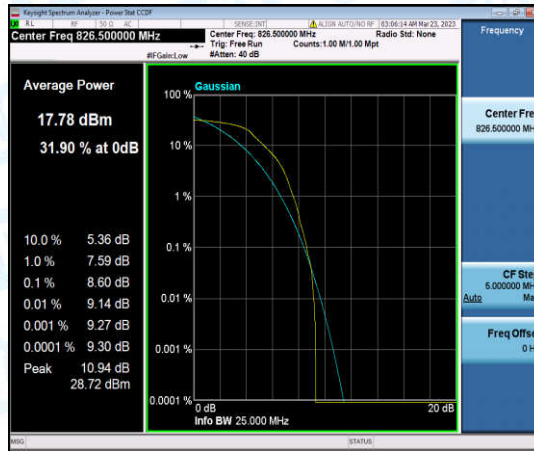 Keysight Spectrum Analyzer - Power Stat CCDF
RL RF 50 Ω AC SENSE:INT ALIGN AUTO/NO RF 03:06:14 AM Mar 23, 2023
Center Freq 826.500000 MHz
Center Freq: 826.500000 MHz Radio Std: None
Trig: Free Run Counts:1.00 M/1.00 Mpt
#IFGain:Low #Atten: 40 dB
Frequency
Average Power
17.78 dBm
31.90 % at 0dB
10.0 % 5.36 dB
1.0 % 7.59 dB
0.1 % 8.60 dB
0.01 % 9.14 dB
0.001 % 9.27 dB
0.0001 % 9.30 dB
Peak 10.94 dB
28.72 dBm
Gaussian
100 %
10 %
1 %
0.1 %
0.01 %
0.001 %
0.0001 %
0 dB 20 dB
Info BW 25.000 MHz
Center Fre
826.500000 MH
CF Ste
5.000000 MH
Auto Ma
Freq Offse
0 H
MSG STATUS